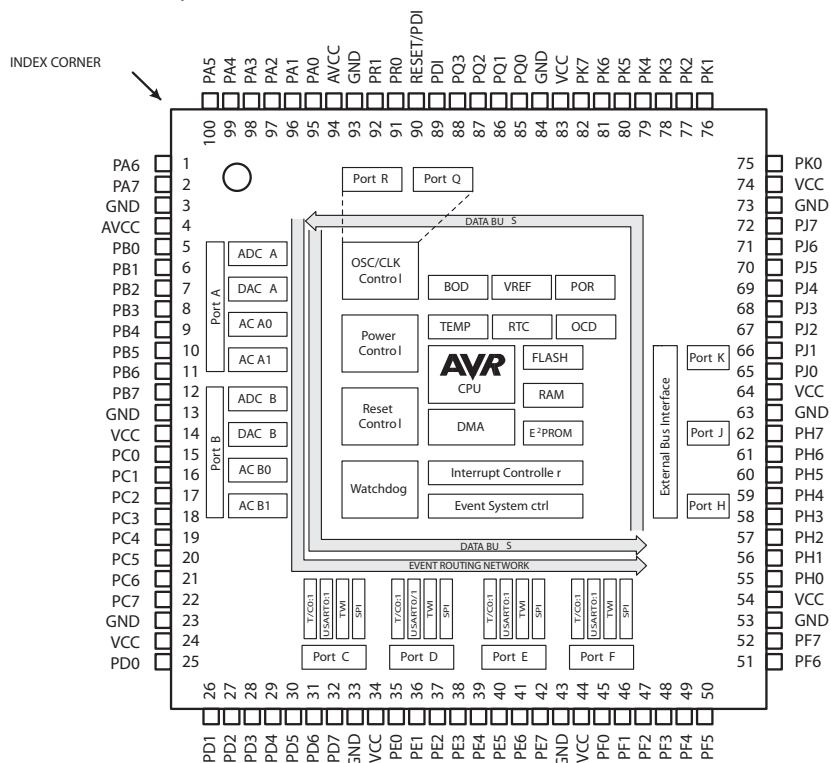 INDEX CORNER
PA5 PA4 PA3 PA2 PA1 PA0 AVCC GND PR1 PR0 RESET/PDI PDI PQ3 PQ2 PQ1 PQ0 GND VCC PK7 PK6 PK5 PK4 PK3 PK2 PK1
100 99 98 97 96 95 94 93 92 91 90 89 88 87 86 85 84 83 82 81 80 79 78 77 76
PA6 1
PA7 2
GND 3
AVCC 4
PB0 5
PB1 6
PB2 7
PB3 8
PB4 9
PB5 10
PB6 11
PB7 12
GND 13
VCC 14
PC0 15
PC1 16
PC2 17
PC3 18
PC4 19
PC5 20
PC6 21
PC7 22
GND 23
VCC 24
PD0 25
Port R
Port Q
DATA BU S
Port A
ADC A
DAC A
AC A0
AC A1
Port B
ADC B
DAC B
AC B0
AC B1
OSC/CLK
Control
Power
Control
Reset
Control
Watchdog
BOD
VREF
POR
TEMP
RTC
OCD
AVR
CPU
FLASH
RAM
DMA
E²PROM
Interrupt Controlle r
Event System ctrl
External Bus Interface
Port K
Port J
Port H
DATA BU S
EVENT ROUTING NETWORK
T/C0:1
USART0:1
TWI
SPI
Port C
T/C0:1
USART0/1
TWI
SPI
Port D
T/C0:1
USART0:1
TWI
SPI
Port E
T/C0:1
USART0:1
TWI
SPI
Port F
75 PK0
74 VCC
73 GND
72 PJ7
71 PJ6
70 PJ5
69 PJ4
68 PJ3
67 PJ2
66 PJ1
65 PJ0
64 VCC
63 GND
62 PH7
61 PH6
60 PH5
59 PH4
58 PH3
57 PH2
56 PH1
55 PH0
54 VCC
53 GND
52 PF7
51 PF6
26 27 28 29 30 31 32 33 34 35 36 37 38 39 40 41 42 43 44 45 46 47 48 49 50
PD1 PD2 PD3 PD4 PD5 PD6 PD7 GND VCC PE0 PE1 PE2 PE3 PE4 PE5 PE6 PE7 GND VCC PF0 PF1 PF2 PF3 PF4 PF5